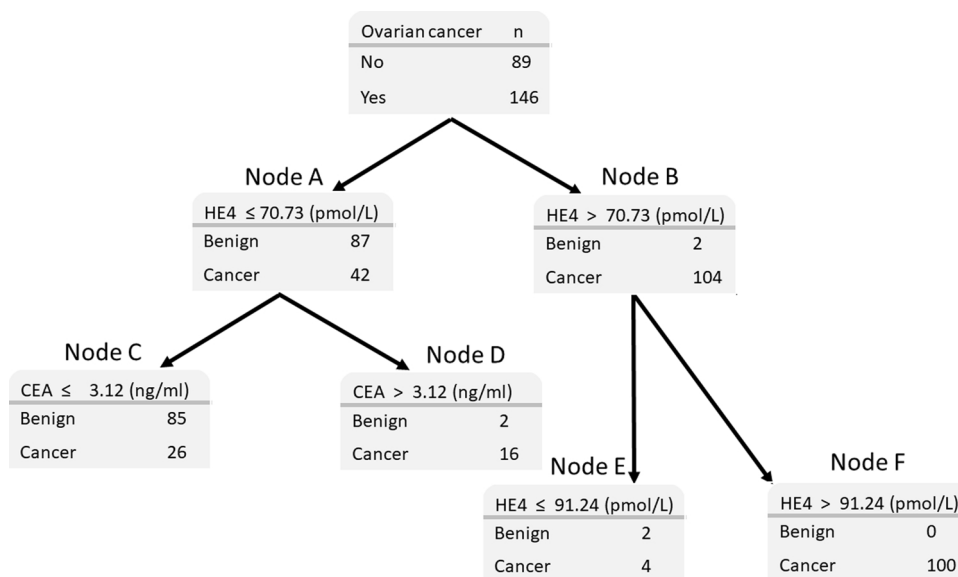 Ovarian cancer n
No 89
Yes 146
Node A
HE4 ≤ 70.73 (pmol/L)
Benign 87
Cancer 42
Node B
HE4 > 70.73 (pmol/L)
Benign 2
Cancer 104
Node C
CEA ≤ 3.12 (ng/ml)
Benign 85
Cancer 26
Node D
CEA > 3.12 (ng/ml)
Benign 2
Cancer 16
Node E
HE4 ≤ 91.24 (pmol/L)
Benign 2
Cancer 4
Node F
HE4 > 91.24 (pmol/L)
Benign 0
Cancer 100